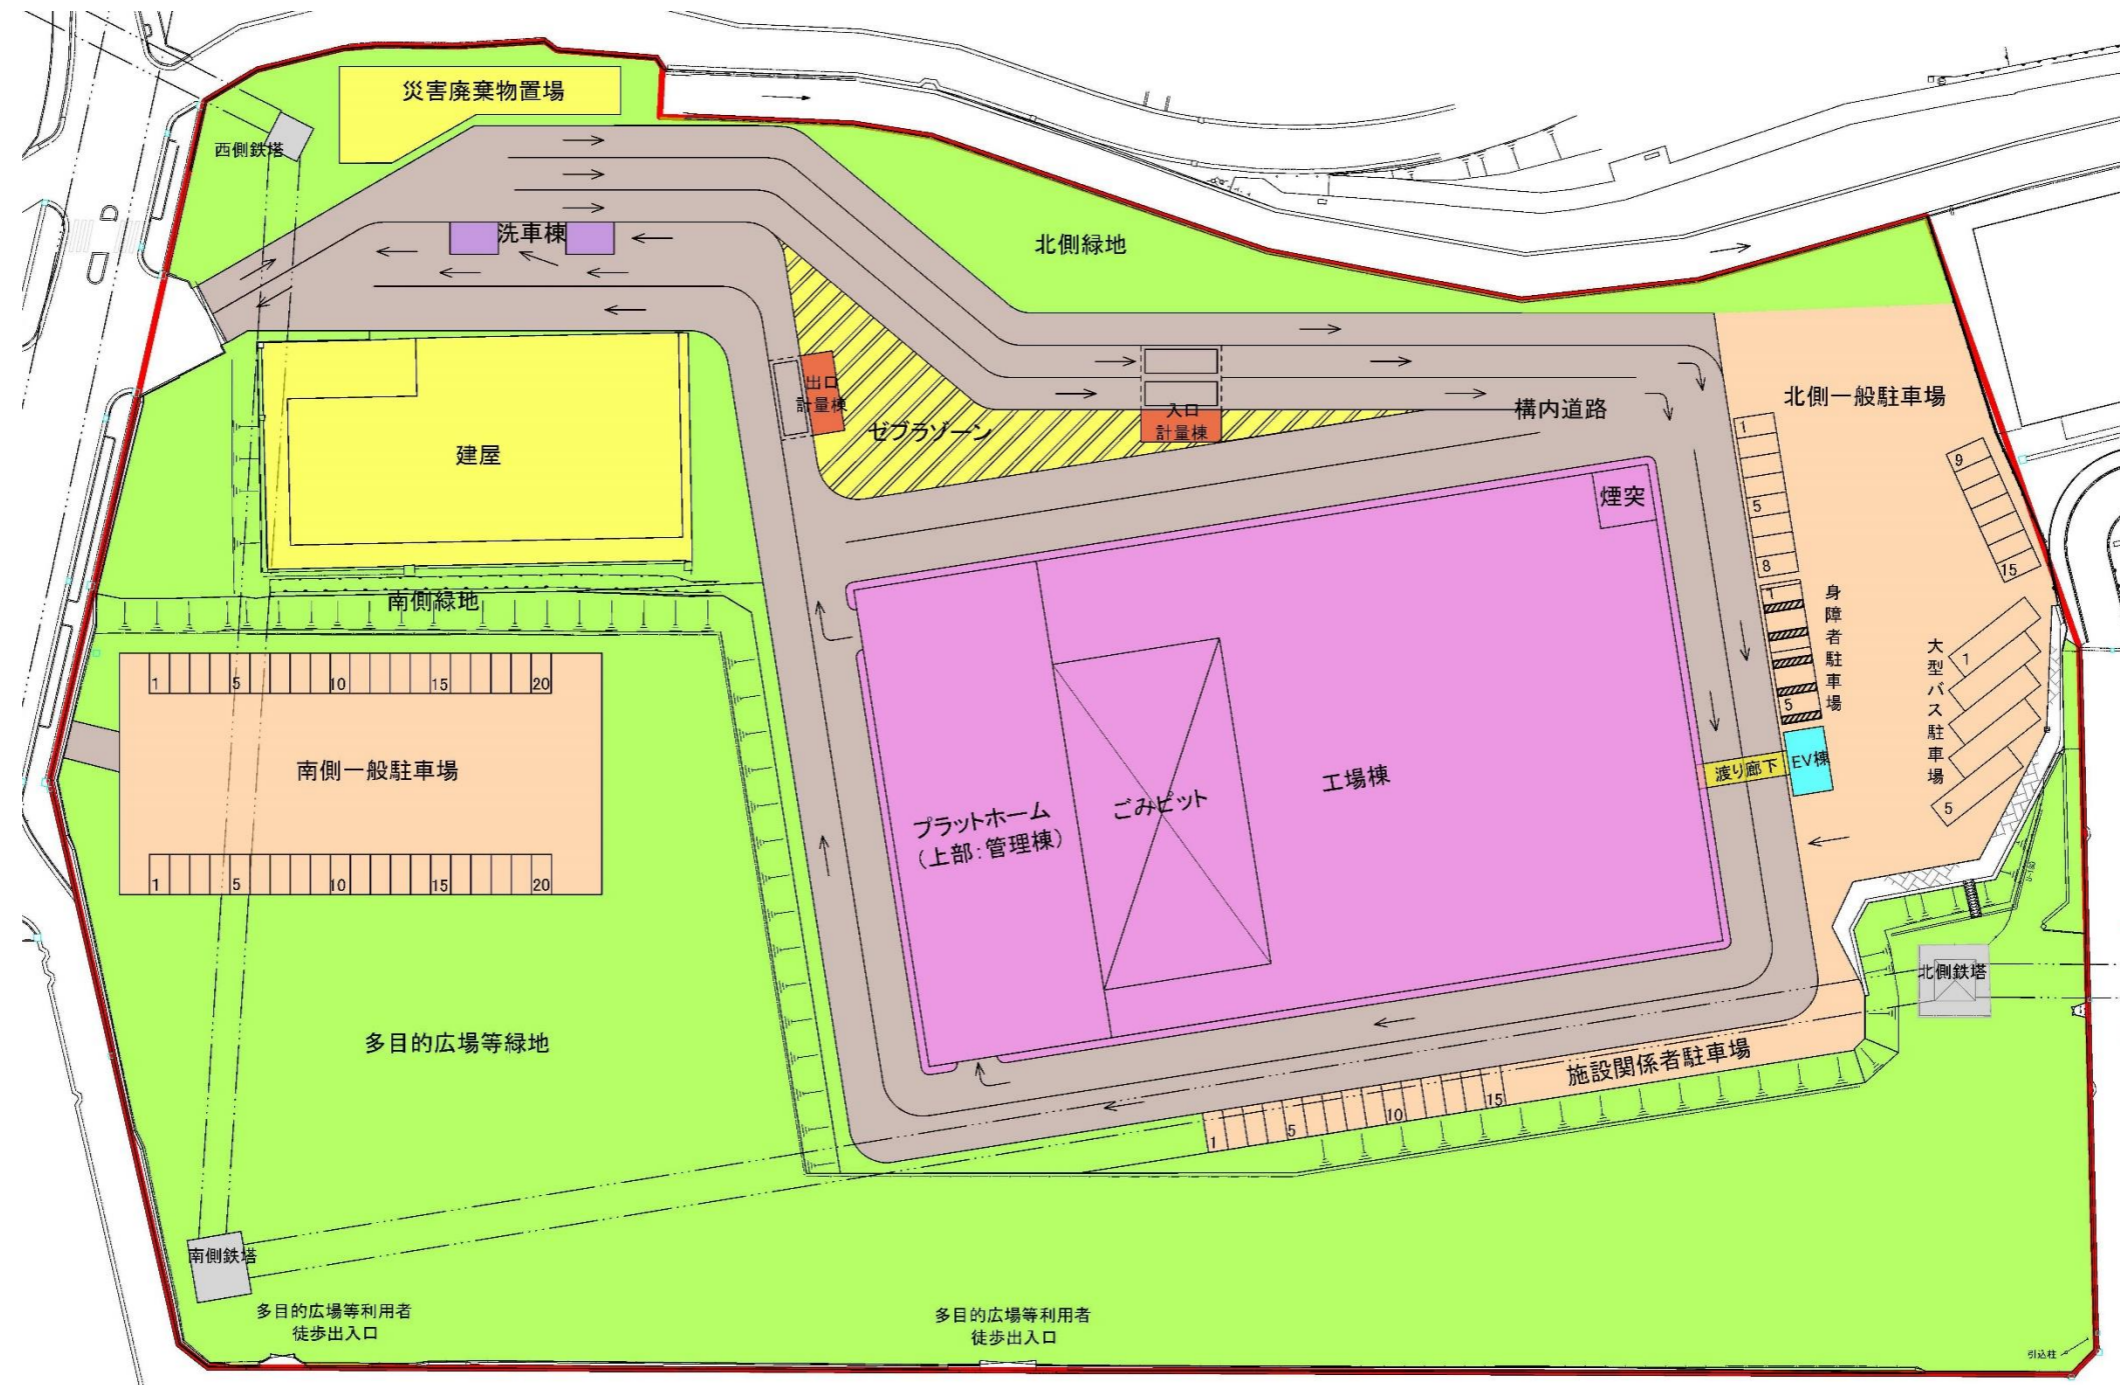 災害廃棄物置場
西側鉄塔
洗車棟
北側緑地
出口
計量棟
入口
計量棟
ゼブラゾーン
構内道路
北側一般駐車場
建屋
煙突
1
5
8
9
15
南側緑地
1
5
身障者駐車場
大型バス駐車場
1
5
1 5 10 15 20
南側一般駐車場
1 5 10 15 20
渡り廊下
EV棟
工場棟
ごみピット
プラットホーム
(上部:管理棟)
北側鉄塔
多目的広場等緑地
施設関係者駐車場
1 5 10 15
南側鉄塔
多目的広場等利用者
徒歩出入口
多目的広場等利用者
徒歩出入口
引込柱